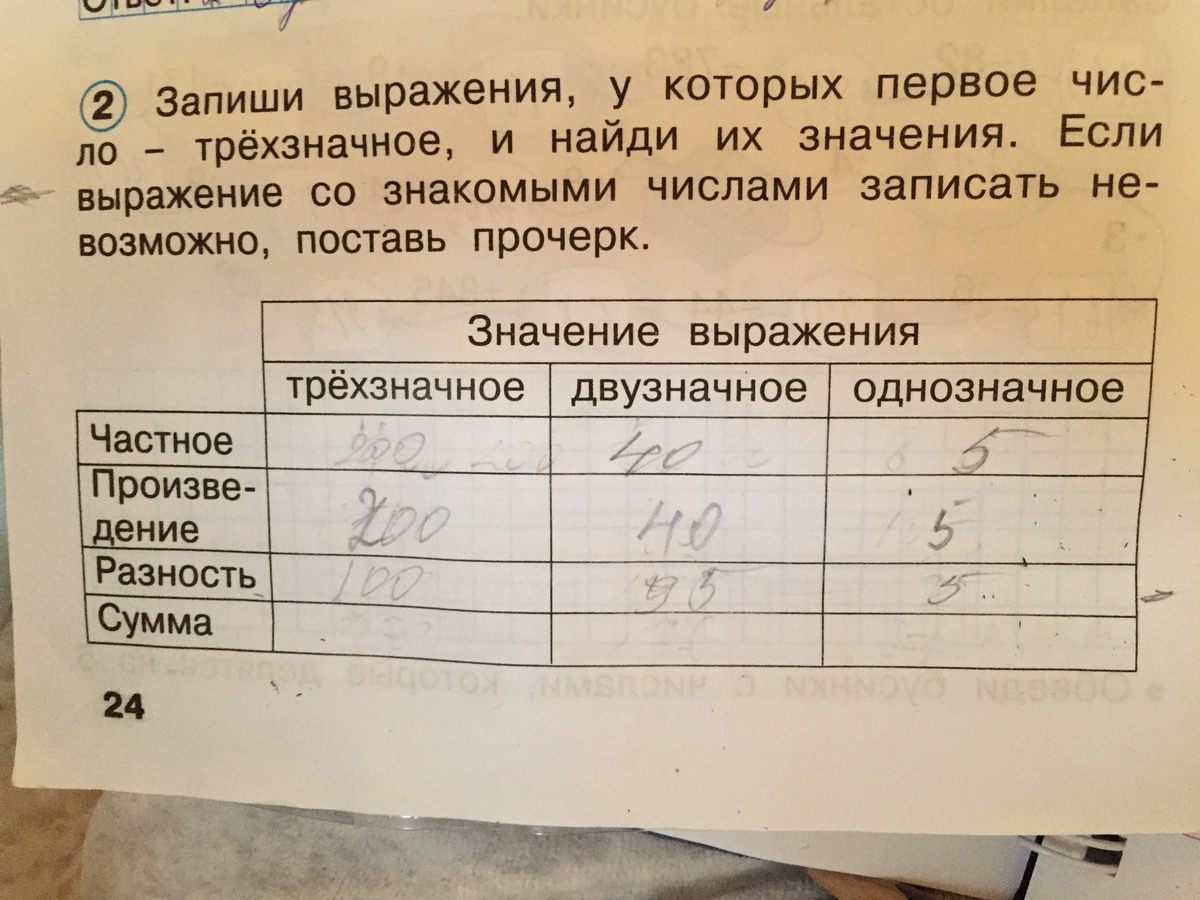 2 Запиши выражения, у которых первое чис-
ло – трёхзначное, и найди их значения. Если
выражение со знакомыми числами записать не-
возможно, поставь прочерк.
Значение выражения
трёхзначное двузначное однозначное
Частное 200 40 5
Произве-
дение 200 40 5
Разность 100 95 5
Сумма
24